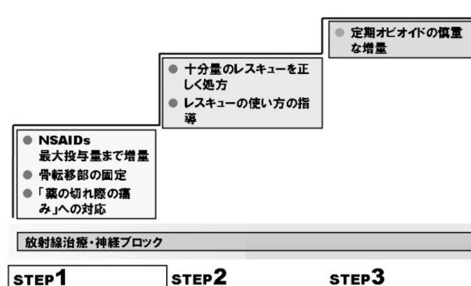 定期オピオイドの慎重
な増量
十分量のレスキューを正
しく処方
レスキューの使い方の指
導
NSAIDs
最大投与量まで増量
骨転移部の固定
「薬の切れ際の痛
み」への対応
放射線治療・神経ブロック
STEP1
STEP2
STEP3